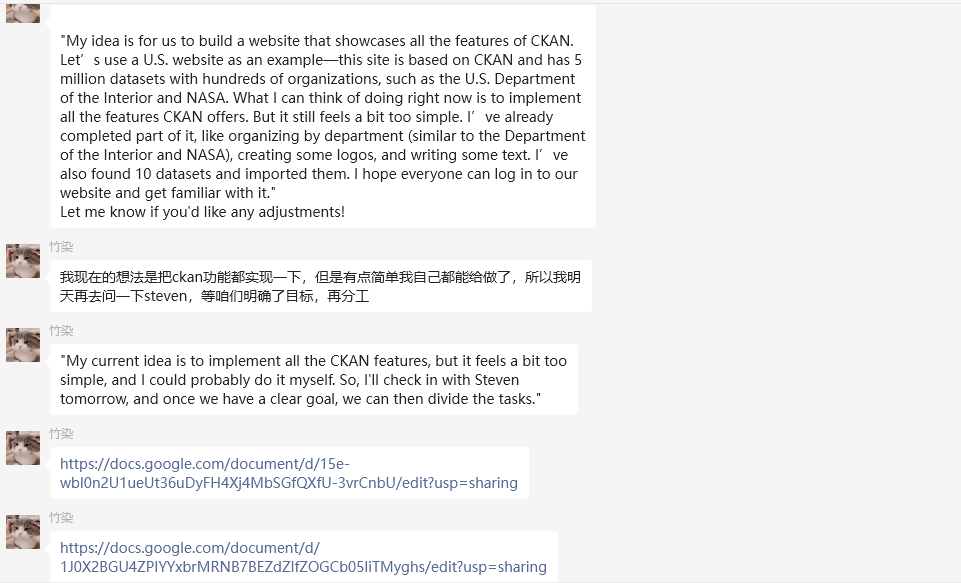 "My idea is for us to build a website that showcases all the features of CKAN.
Let’s use a U.S. website as an example—this site is based on CKAN and has 5
million datasets with hundreds of organizations, such as the U.S. Department
of the Interior and NASA. What I can think of doing right now is to implement
all the features CKAN offers. But it still feels a bit too simple. I’ve already
completed part of it, like organizing by department (similar to the Department
of the Interior and NASA), creating some logos, and writing some text. I’ve
also found 10 datasets and imported them. I hope everyone can log in to our
website and get familiar with it."
Let me know if you'd like any adjustments!
竹染
我现在的想法是把ckan功能都实现一下，但是有点简单我自己都能给做了，所以我明
天再去问一下steven，等咱们明确了目标，再分工
竹染
"My current idea is to implement all the CKAN features, but it feels a bit too
simple, and I could probably do it myself. So, I'll check in with Steven
tomorrow, and once we have a clear goal, we can then divide the tasks."
竹染
https://docs.google.com/document/d/15e-
wbl0n2U1ueUt36uDyFH4Xj4MbSGfQXfU-3vrCnbU/edit?usp=sharing
竹染
https://docs.google.com/document/d/
1J0X2BGU4ZPIYYxbrMRNB7BEZdZlfZOGCb05IiTMyghs/edit?usp=sharing